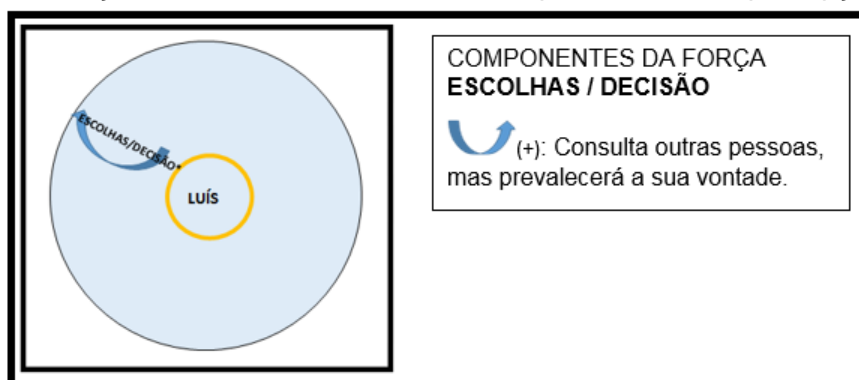 ESCOLHAS/DECISÃO*
LUÍS
COMPONENTES DA FORÇA
ESCOLHAS / DECISÃO
(+): Consulta outras pessoas,
mas prevalecerá a sua vontade.